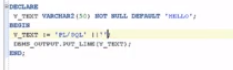 DECLARE
V_TEXT VARCHAR2(50) NOT NULL DEFAULT 'HELLO';
BEGIN
V_TEXT := 'PL/SQL' ||''
DBMS_OUTPUT.PUT_LINE(V_TEXT);
END;